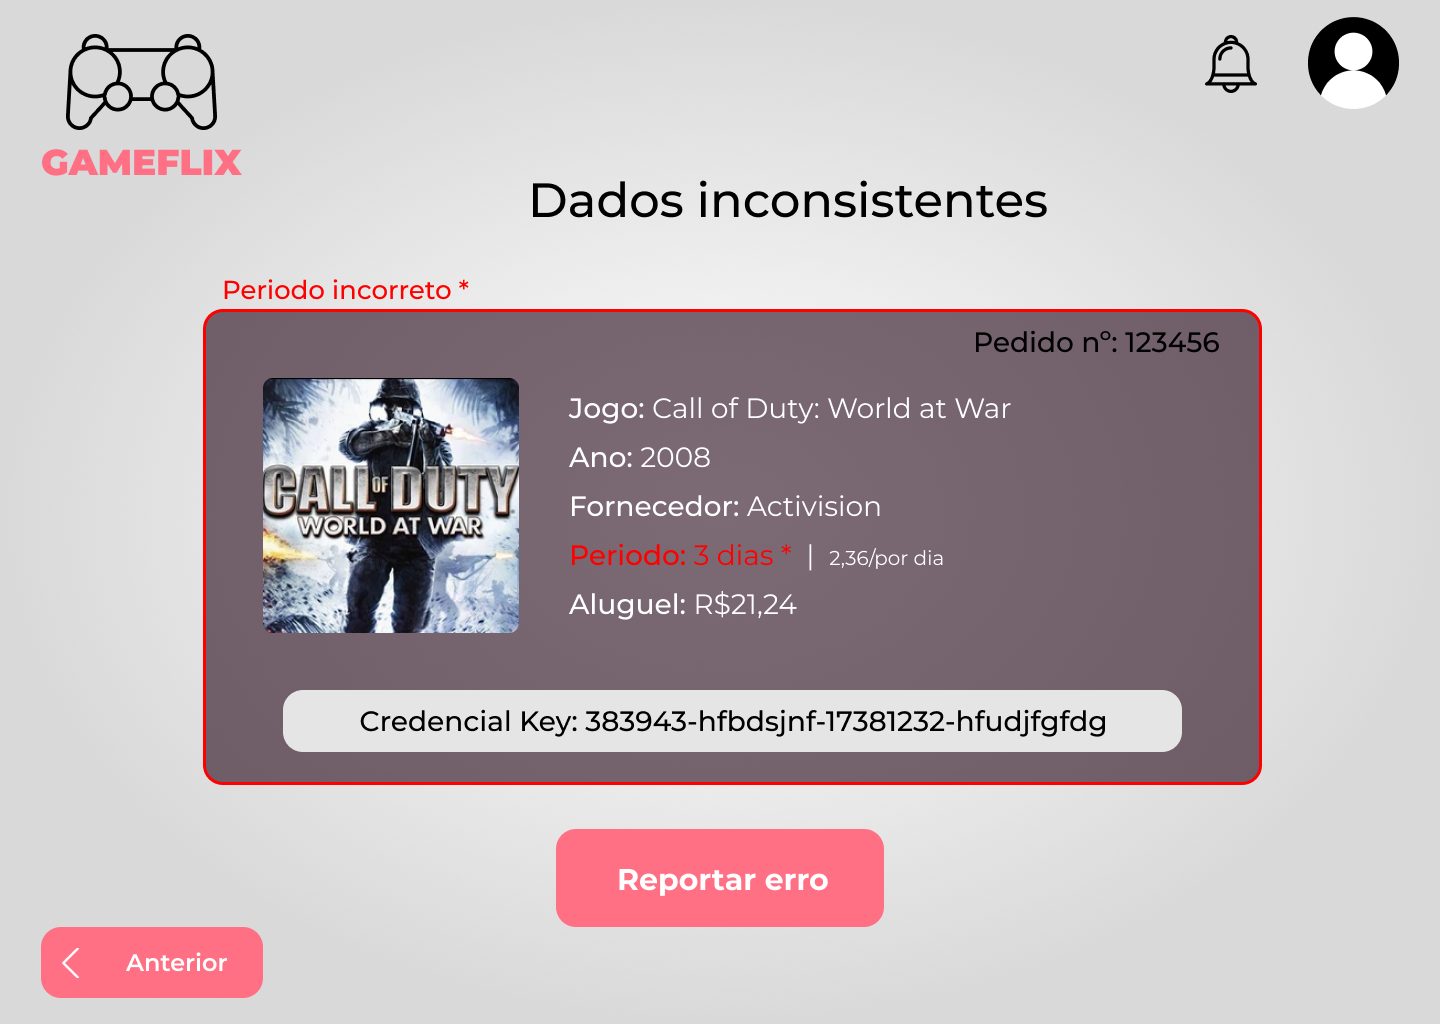 GAMEFLIX
Dados inconsistentes
Periodo incorreto *
Pedido nº: 123456
CALL OF DUTY
WORLD AT WAR
Jogo: Call of Duty: World at War
Ano: 2008
Fornecedor: Activision
Periodo: 3 dias * | 2,36/por dia
Aluguel: R$21,24
Credencial Key: 383943-hfbdsjnf-17381232-hfudjfgfdg
Reportar erro
Anterior